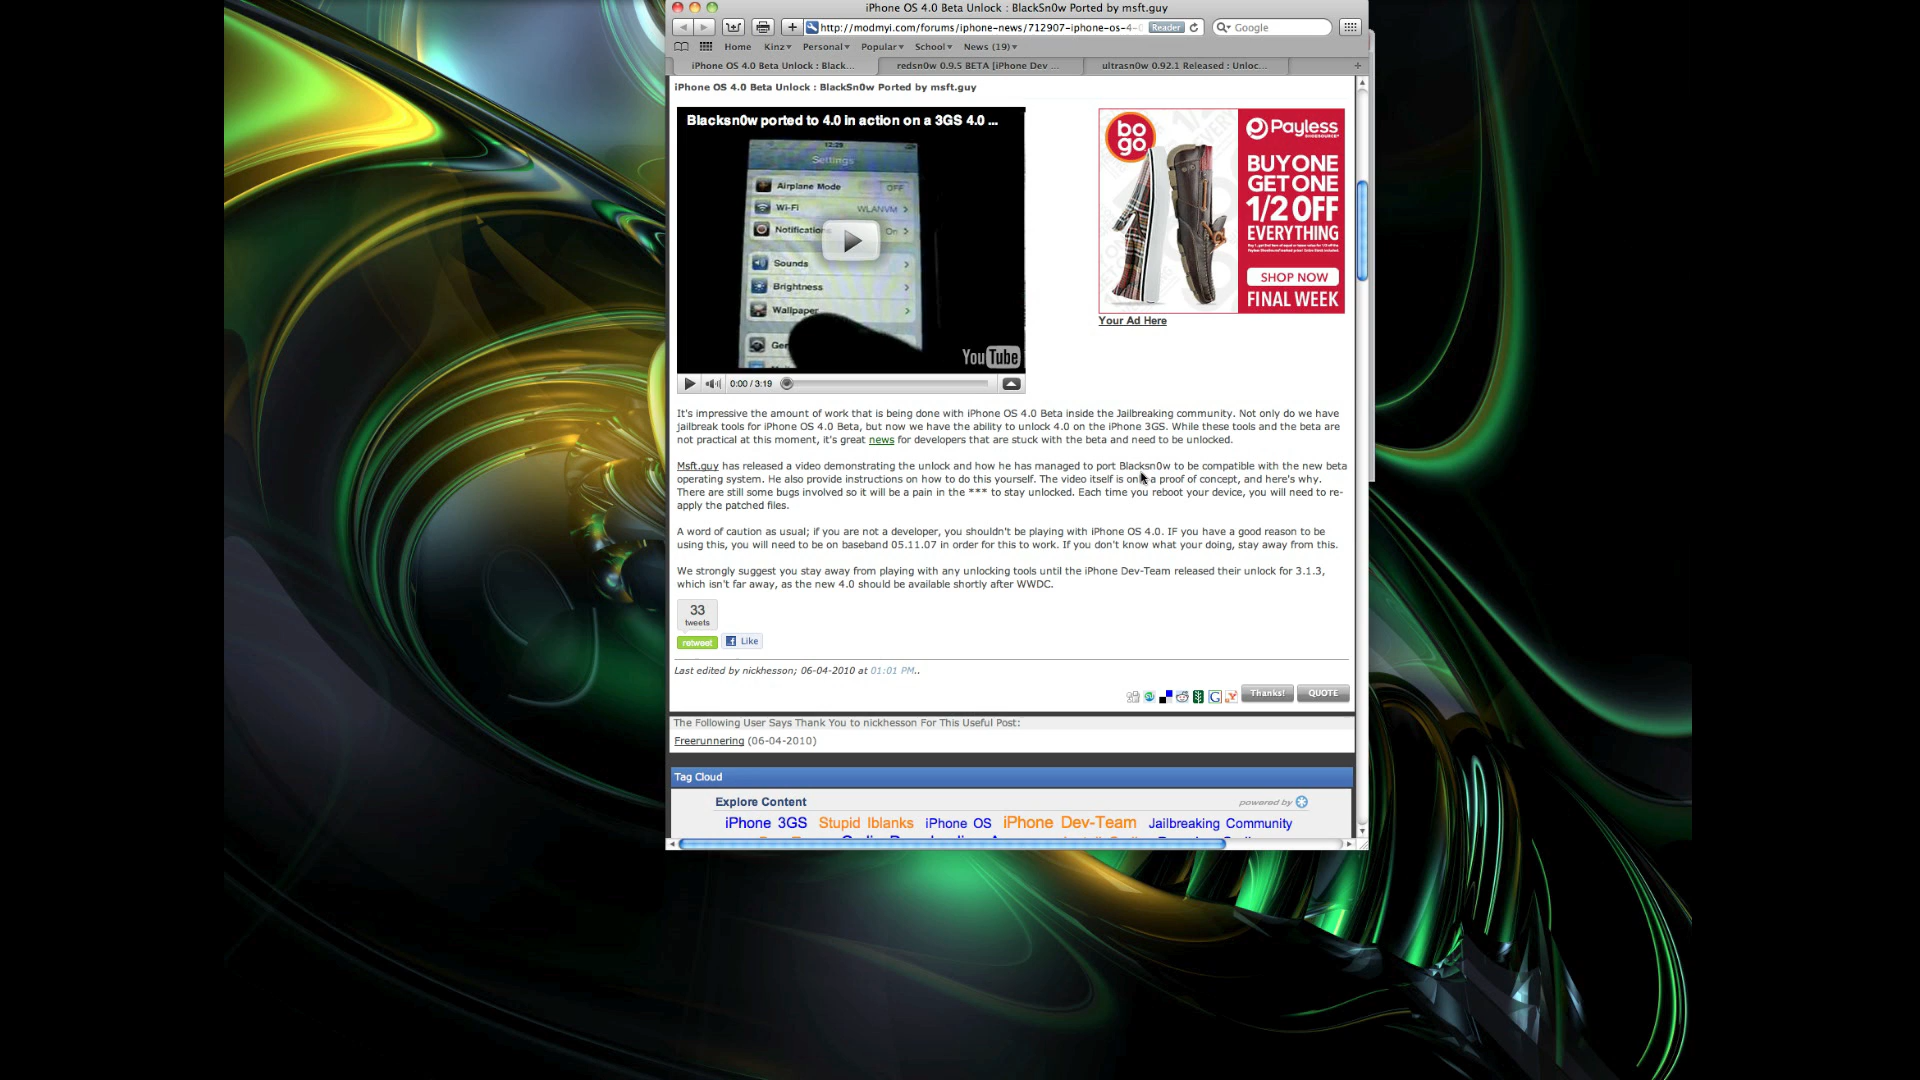 iPhone OS 4.0 Beta Unlock : BlackSn0w Ported by msft.guy
http://modmyi.com/forums/iphone-news/712907-iphone-os-4- Reader Google
Home Kinz Personal Popular School News (19)
iPhone OS 4.0 Beta Unlock : Black... redsn0w 0.9.5 BETA [iPhone Dev ... ultrasn0w 0.92.1 Released : Unloc...
iPhone OS 4.0 Beta Unlock : BlackSn0w Ported by msft.guy
Blacksn0w ported to 4.0 in action on a 3GS 4.0 ...
12:29
Settings
Airplane Mode OFF
Wi-Fi WLANVM
Notifications On
Sounds
Brightness
Wallpaper
YouTube
0:00 / 3:19
bo
go
Payless
BUY ONE
GET ONE
1/2 OFF
EVERYTHING
SHOP NOW
FINAL WEEK
Your Ad Here
It's impressive the amount of work that is being done with iPhone OS 4.0 Beta inside the Jailbreaking community. Not only do we have
jailbreak tools for iPhone OS 4.0 Beta, but now we have the ability to unlock 4.0 on the iPhone 3GS. While these tools and the beta are
not practical at this moment, it's great news for developers that are stuck with the beta and need to be unlocked.
Msft.guy has released a video demonstrating the unlock and how he has managed to port Blacksn0w to be compatible with the new beta
operating system. He also provide instructions on how to do this yourself. The video itself is only a proof of concept, and here's why.
There are still some bugs involved so it will be a pain in the *** to stay unlocked. Each time you reboot your device, you will need to re-
apply the patched files.
A word of caution as usual; if you are not a developer, you shouldn't be playing with iPhone OS 4.0. IF you have a good reason to be
using this, you will need to be on baseband 05.11.07 in order for this to work. If you don't know what your doing, stay away from this.
We strongly suggest you stay away from playing with any unlocking tools until the iPhone Dev-Team released their unlock for 3.1.3,
which isn't far away, as the new 4.0 should be available shortly after WWDC.
33
tweets
retweet Like
Last edited by nickhesson; 06-04-2010 at 01:01 PM..
Thanks! QUOTE
The Following User Says Thank You to nickhesson For This Useful Post:
Freerunnering (06-04-2010)
Tag Cloud
Explore Content powered by
iPhone 3GS Stupid Iblanks iPhone OS iPhone Dev-Team Jailbreaking Community